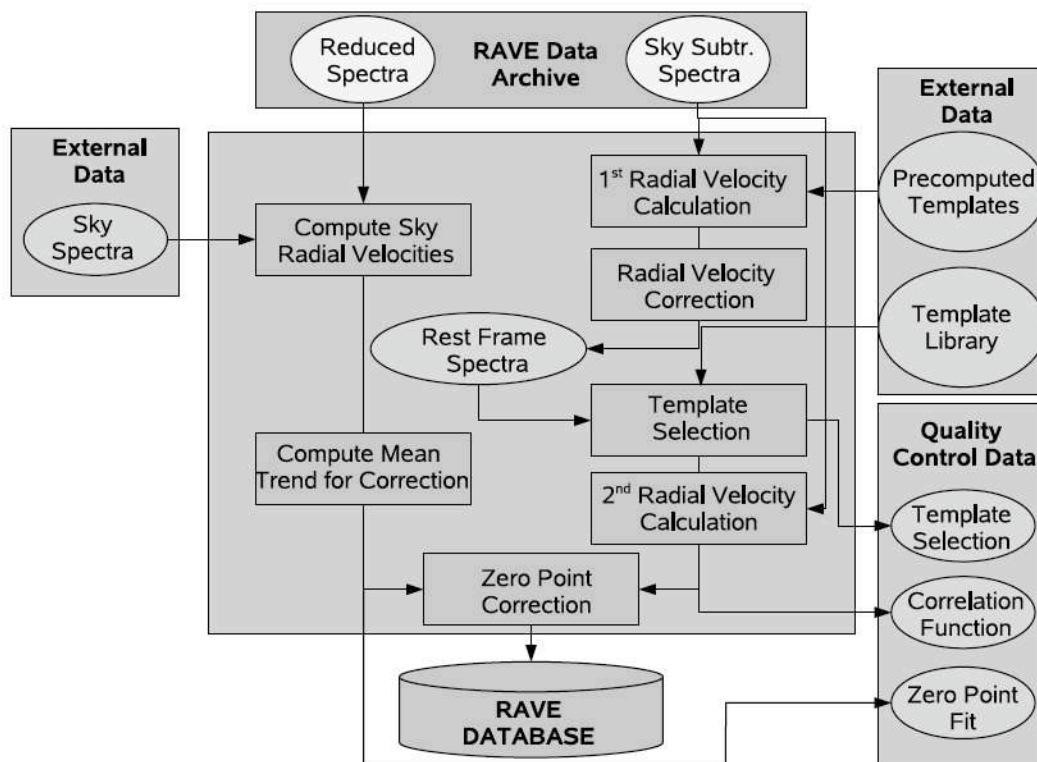 Reduced
Spectra
RAVE Data
Archive
Sky Subtr.
Spectra
External
Data
Sky
Spectra
External
Data
Precomputed
Templates
Template
Library
1st Radial Velocity
Calculation
Compute Sky
Radial Velocities
Radial Velocity
Correction
Rest Frame
Spectra
Template
Selection
Compute Mean
Trend for Correction
2nd Radial Velocity
Calculation
Zero Point
Correction
Quality
Control Data
Template
Selection
Correlation
Function
Zero Point
Fit
RAVE
DATABASE